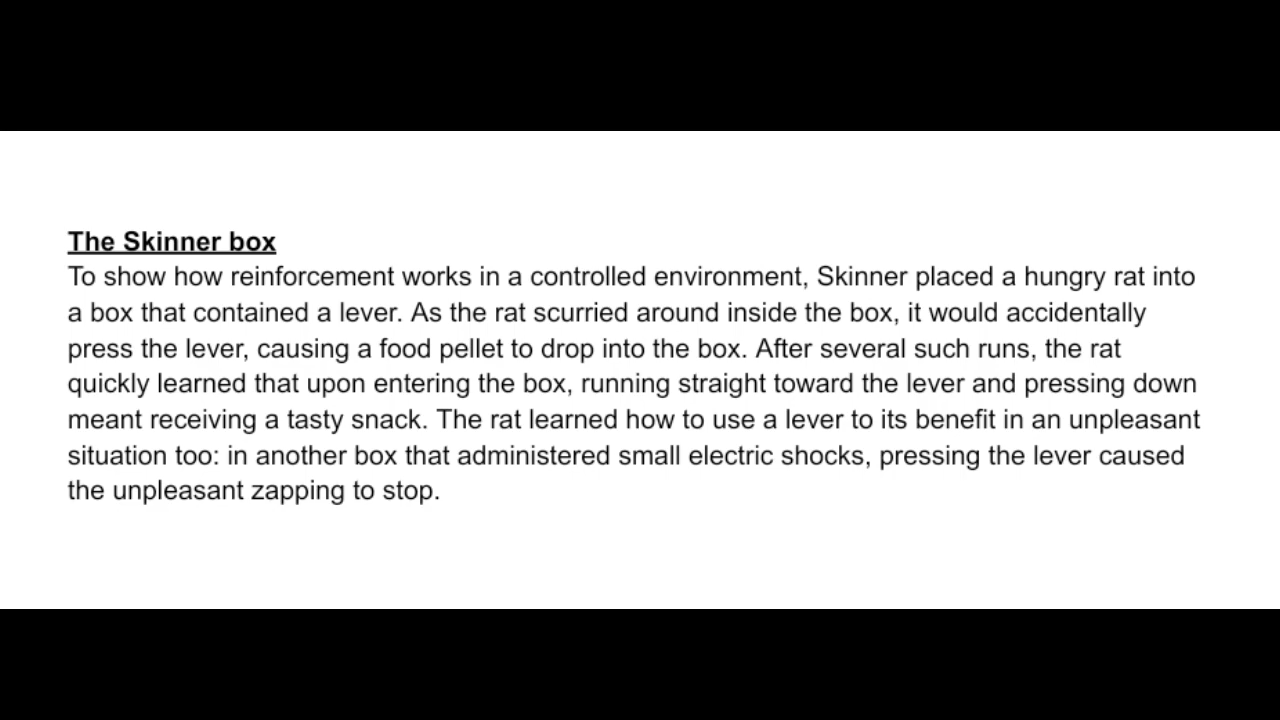 The Skinner box
To show how reinforcement works in a controlled environment, Skinner placed a hungry rat into
a box that contained a lever. As the rat scurried around inside the box, it would accidentally
press the lever, causing a food pellet to drop into the box. After several such runs, the rat
quickly learned that upon entering the box, running straight toward the lever and pressing down
meant receiving a tasty snack. The rat learned how to use a lever to its benefit in an unpleasant
situation too: in another box that administered small electric shocks, pressing the lever caused
the unpleasant zapping to stop.